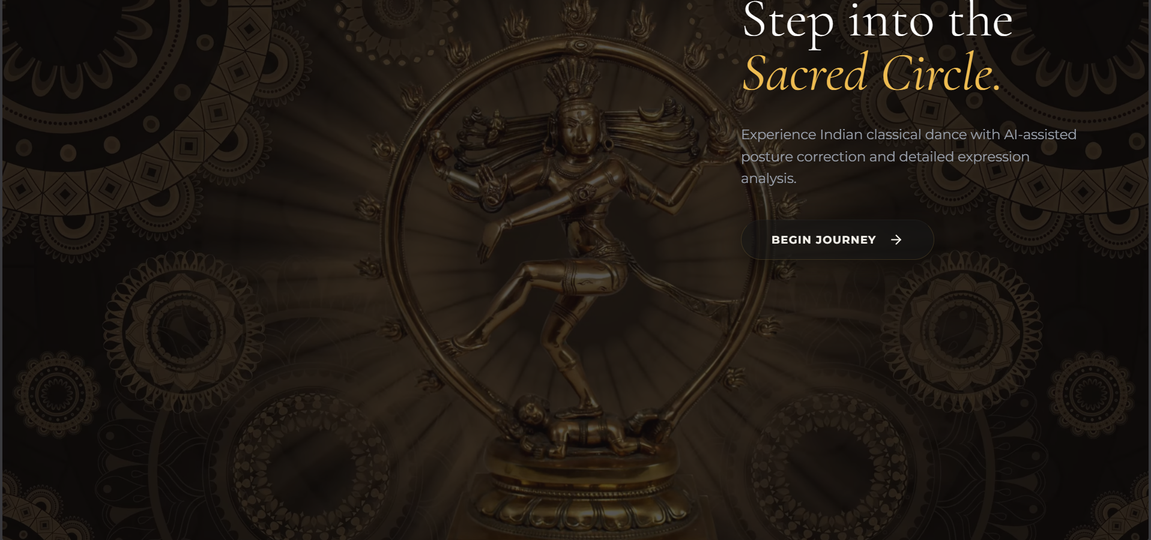 Step into the
Sacred Circle.
Experience Indian classical dance with AI-assisted
posture correction and detailed expression
analysis.
BEGIN JOURNEY